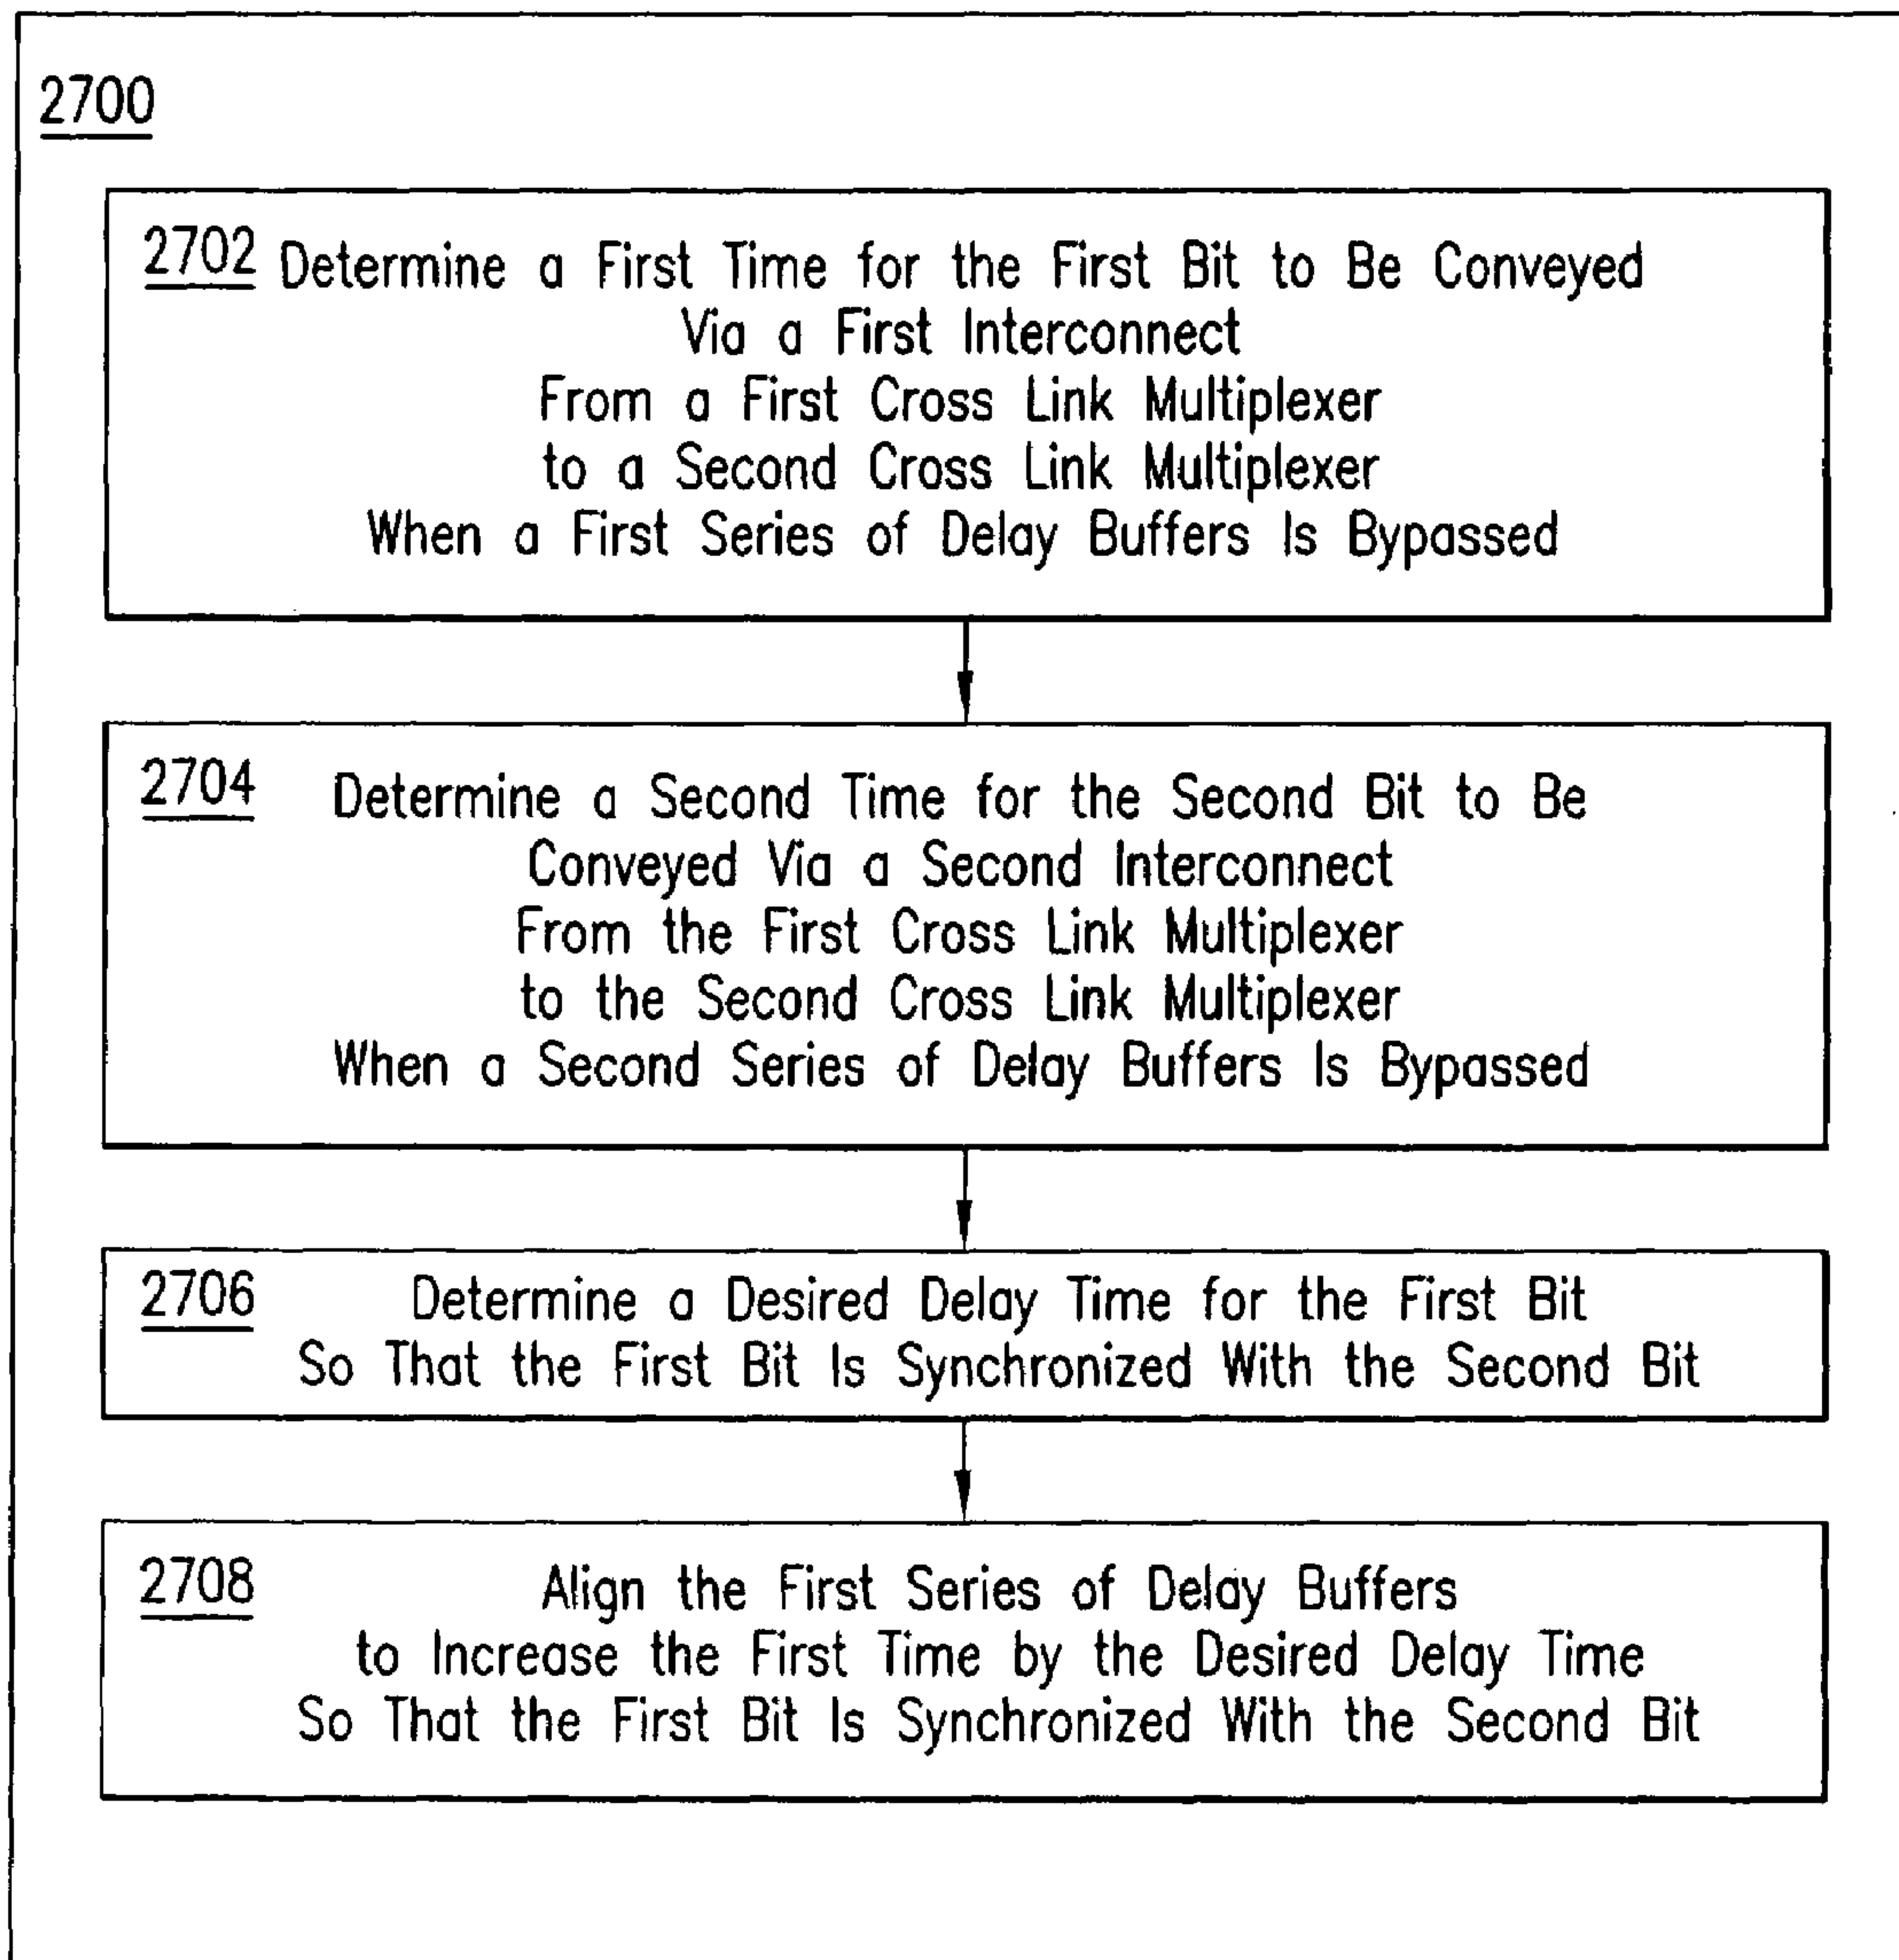 2700
2702 Determine a First Time for the First Bit to Be Conveyed
Via a First Interconnect
From a First Cross Link Multiplexer
to a Second Cross Link Multiplexer
When a First Series of Delay Buffers Is Bypassed
2704 Determine a Second Time for the Second Bit to Be
Conveyed Via a Second Interconnect
From the First Cross Link Multiplexer
to the Second Cross Link Multiplexer
When a Second Series of Delay Buffers Is Bypassed
2706 Determine a Desired Delay Time for the First Bit
So That the First Bit Is Synchronized With the Second Bit
2708 Align the First Series of Delay Buffers
to Increase the First Time by the Desired Delay Time
So That the First Bit Is Synchronized With the Second Bit